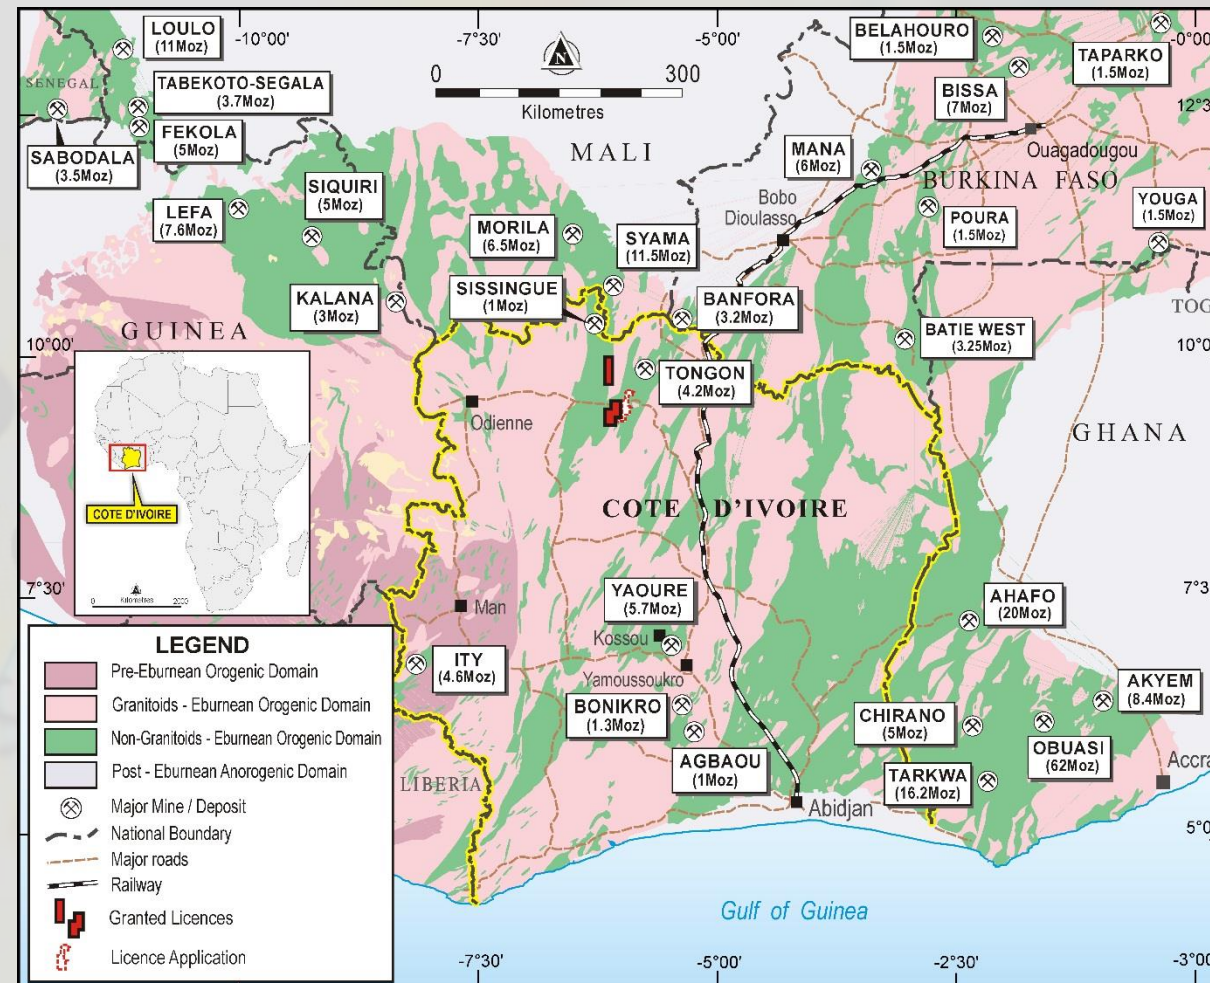 LOULO
(11Moz)
-10°00'
-7°30'
-5°00'
BELAHOURO
(1.5Moz)
-0°00'
TAPARKO
(1.5Moz)
SENEGAL
TABEKOTO-SEGALA
(3.7Moz)
N
0
300
Kilometres
BISSA
(7Moz)
12°3
FEKOLA
(5Moz)
SABODALA
(3.5Moz)
MALI
MANA
(6Moz)
Ouagadougou
BURKINA FASO
SIQUIRI
(5Moz)
LEFA
(7.6Moz)
Bobo
Dioulasso
YOUGA
(1.5Moz)
POURA
(1.5Moz)
MORILA
(6.5Moz)
SYAMA
(11.5Moz)
SISSINGUE
(1Moz)
KALANA
(3Moz)
BANFORA
(3.2Moz)
TOG
GUINEA
BATIE WEST
(3.25Moz)
10°00'
10°0
TONGON
(4.2Moz)
Odienne
GHANA
COTE D'IVOIRE
Kilometres
0
2000
COTE D'IVOIRE
7°30'
7°3
YAOURE
(5.7Moz)
AHAFO
(20Moz)
Man
Kossou
ITY
(4.6Moz)
Yamoussoukro
BONIKRO
(1.3Moz)
AKYEM
(8.4Moz)
CHIRANO
(5Moz)
OBUASI
(62Moz)
AGBAOU
(1Moz)
TARKWA
(16.2Moz)
Accra
LIBERIA
Abidjan
5°0
Gulf of Guinea
LEGEND
Pre-Eburnean Orogenic Domain
Granitoids - Eburnean Orogenic Domain
Non-Granitoids - Eburnean Orogenic Domain
Post - Eburnean Anorogenic Domain
Major Mine / Deposit
National Boundary
Major roads
Railway
Granted Licences
Licence Application
-7°30'
-5°00'
-2°30'
-3°00